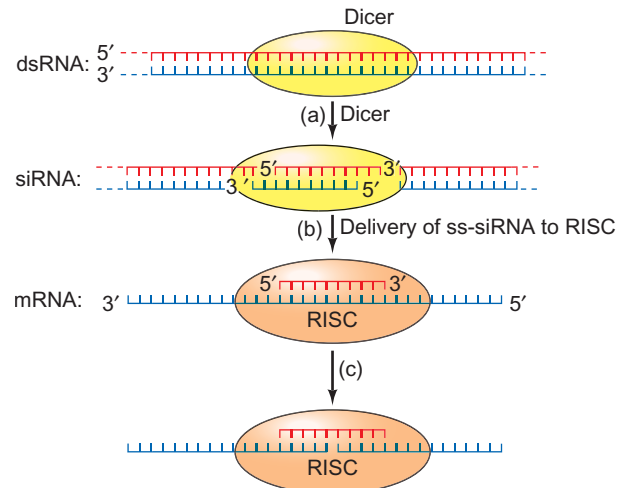 Dicer
dsRNA: 5′
3′
(a) Dicer
siRNA: 5′ 3′
3 ′ 5′
(b) Delivery of ss-siRNA to RISC
5′ 3′
mRNA: 3′ 5′
RISC
(c)
RISC